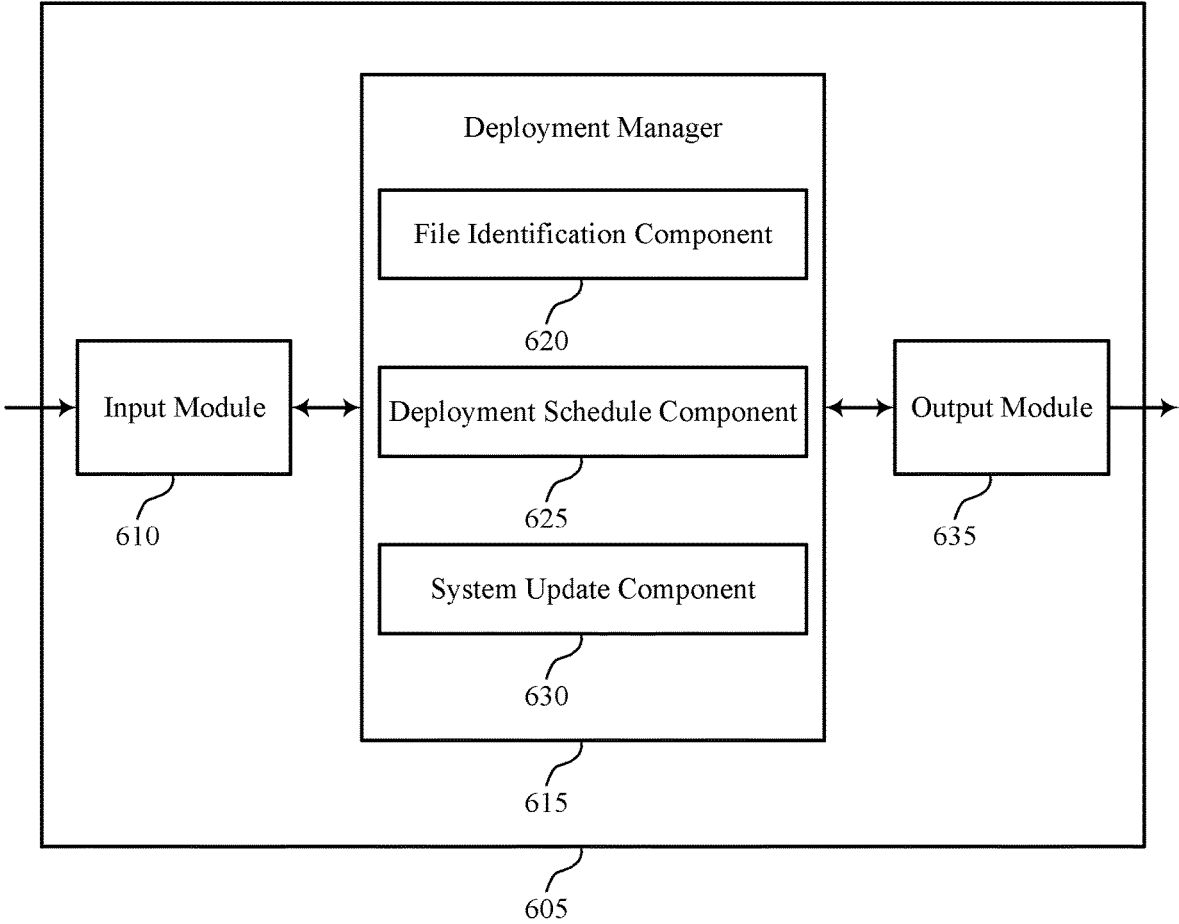 Deployment Manager
File Identification Component
620
Input Module
Deployment Schedule Component
Output Module
610
625
635
System Update Component
630
615
605